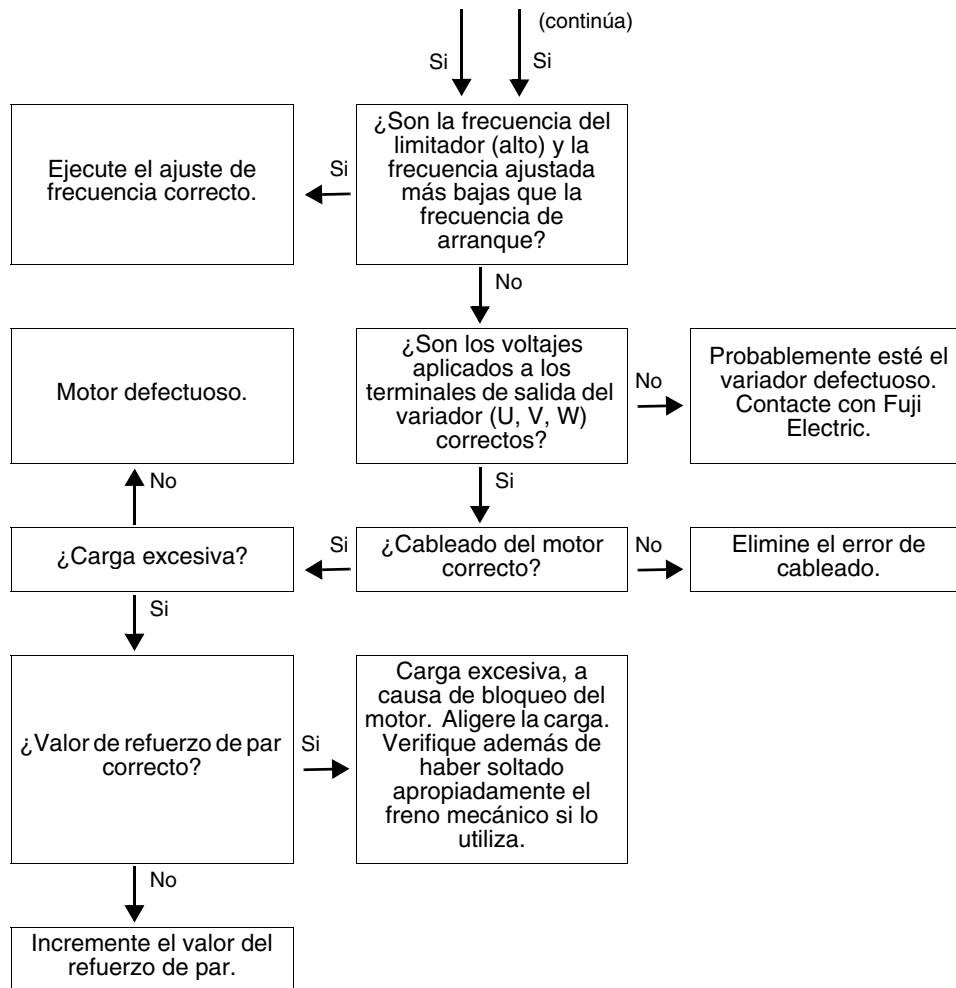 (continúa)
Si
Si
¿Son la frecuencia del
limitador (alto) y la
frecuencia ajustada
más bajas que la
frecuencia de
arranque?
Si
Ejecute el ajuste de
frecuencia correcto.
No
¿Son los voltajes
aplicados a los
terminales de salida del
variador (U, V, W)
correctos?
No
Probablemente esté el
variador defectuoso.
Contacte con Fuji
Electric.
Motor defectuoso.
No
Si
¿Cableado del motor
correcto?
No
Elimine el error de
cableado.
Si
¿Carga excesiva?
Si
¿Valor de refuerzo de par
correcto?
Si
Carga excesiva, a
causa de bloqueo del
motor. Aligere la carga.
Verifique además de
haber soltado
apropiadamente el
freno mecánico si lo
utiliza.
No
Incremente el valor del
refuerzo de par.